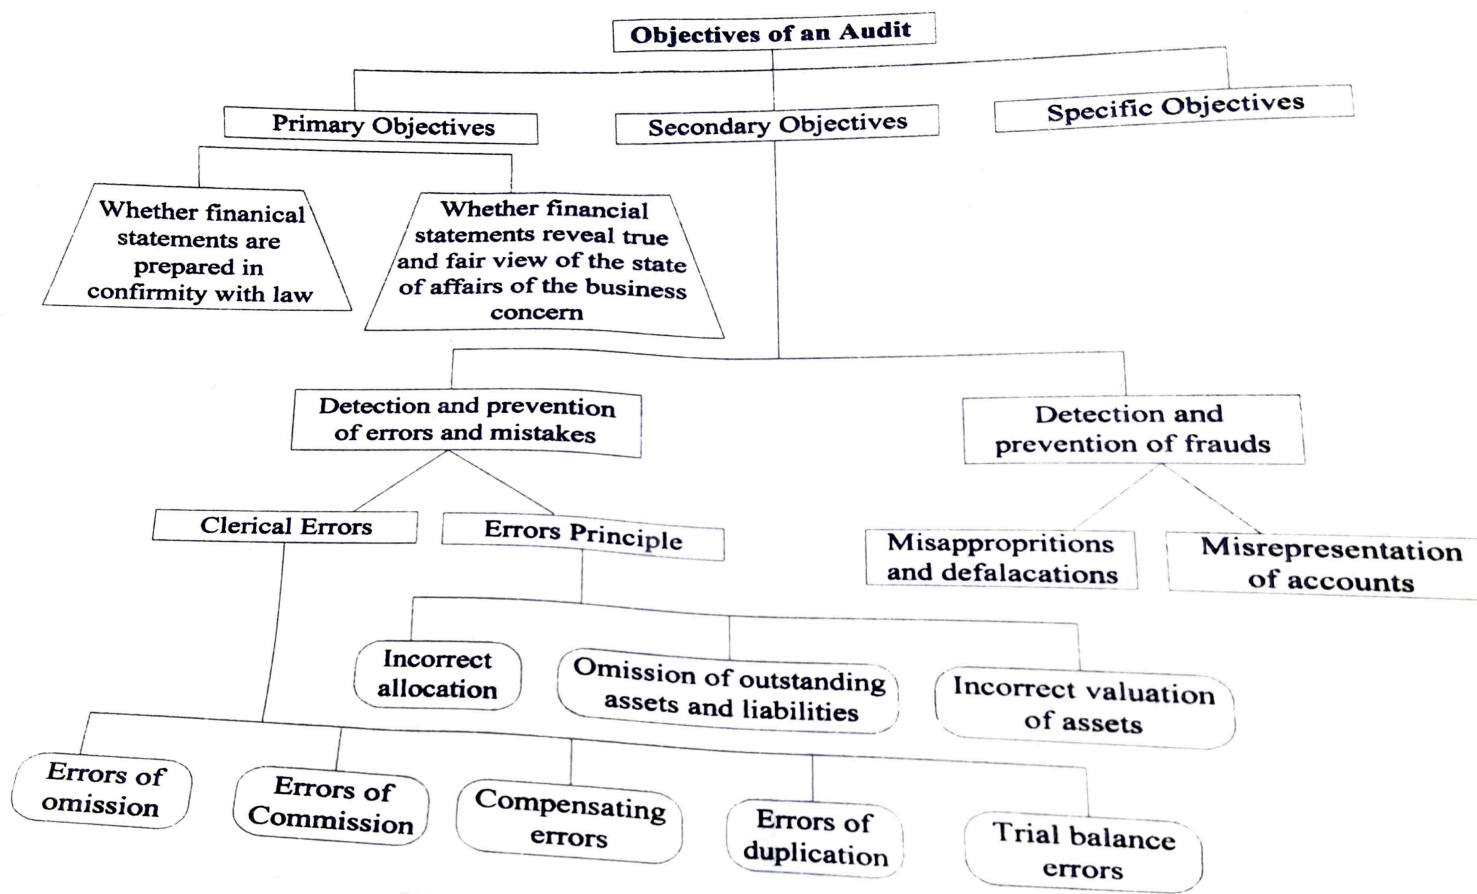 Objectives of an Audit
Primary Objectives
Secondary Objectives
Specific Objectives
Whether finanical
statements are
prepared in
confirmity with law
Whether financial
statements reveal true
and fair view of the state
of affairs of the business
concern
Detection and prevention
of errors and mistakes
Detection and
prevention of frauds
Clerical Errors
Errors Principle
Misappropritions
and defalacations
Misrepresentation
of accounts
Incorrect
allocation
Omission of outstanding
assets and liabilities
Incorrect valuation
of assets
Errors of
omission
Errors of
Commission
Compensating
errors
Errors of
duplication
Trial balance
errors